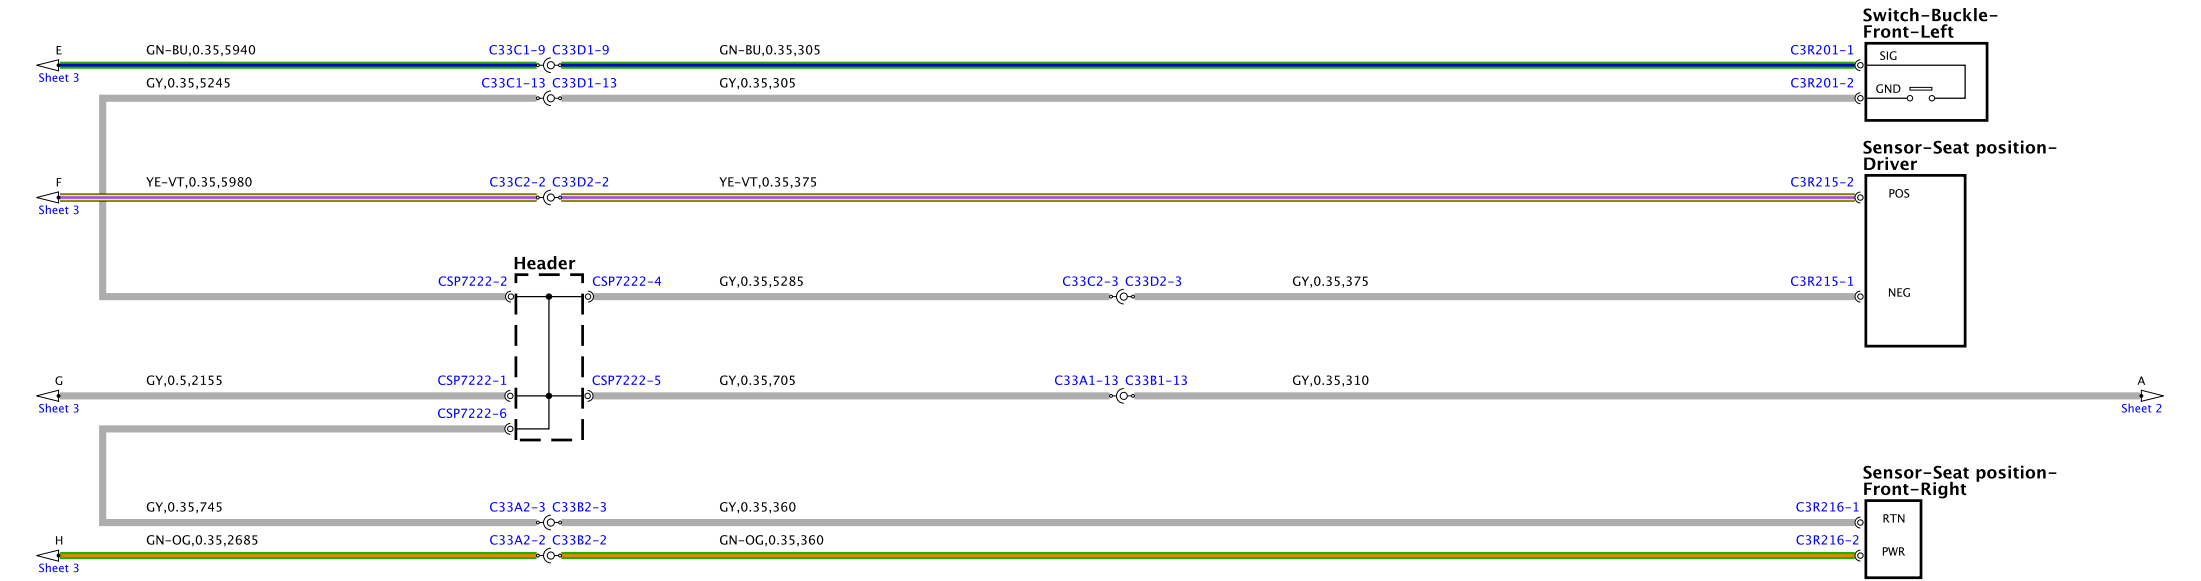 Switch-Buckle-
Front-Left
E GN-BU,0.35,5940 C33C1-9 C33D1-9 GN-BU,0.35,305 C3R201-1
SIG
Sheet 3
GY,0.35,5245 C33C1-13 C33D1-13 GY,0.35,305 C3R201-2
GND
Sensor-Seat position-
Driver
F YE-VT,0.35,5980 C33C2-2 C33D2-2 YE-VT,0.35,375 C3R215-2
POS
Sheet 3
Header
CSP7222-2 CSP7222-4 GY,0.35,5285 C33C2-3 C33D2-3 GY,0.35,375 C3R215-1
NEG
G GY,0.5,2155 CSP7222-1 CSP7222-5 GY,0.35,705 C33A1-13 C33B1-13 GY,0.35,310 A
Sheet 3 Sheet 2
CSP7222-6
Sensor-Seat position-
Front-Right
GY,0.35,745 C33A2-3 C33B2-3 GY,0.35,360 C3R216-1
RTN
H GN-OG,0.35,2685 C33A2-2 C33B2-2 GN-OG,0.35,360 C3R216-2
PWR
Sheet 3